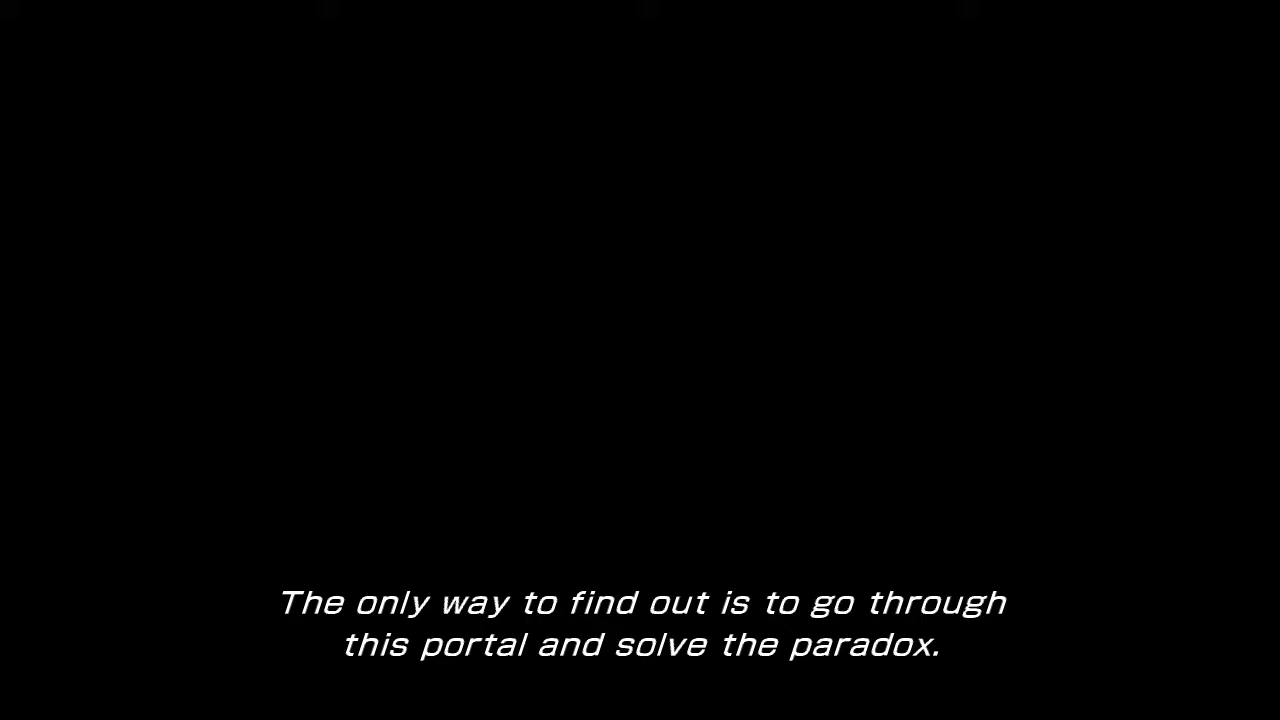 The only way to find out is to go through
this portal and solve the paradox.